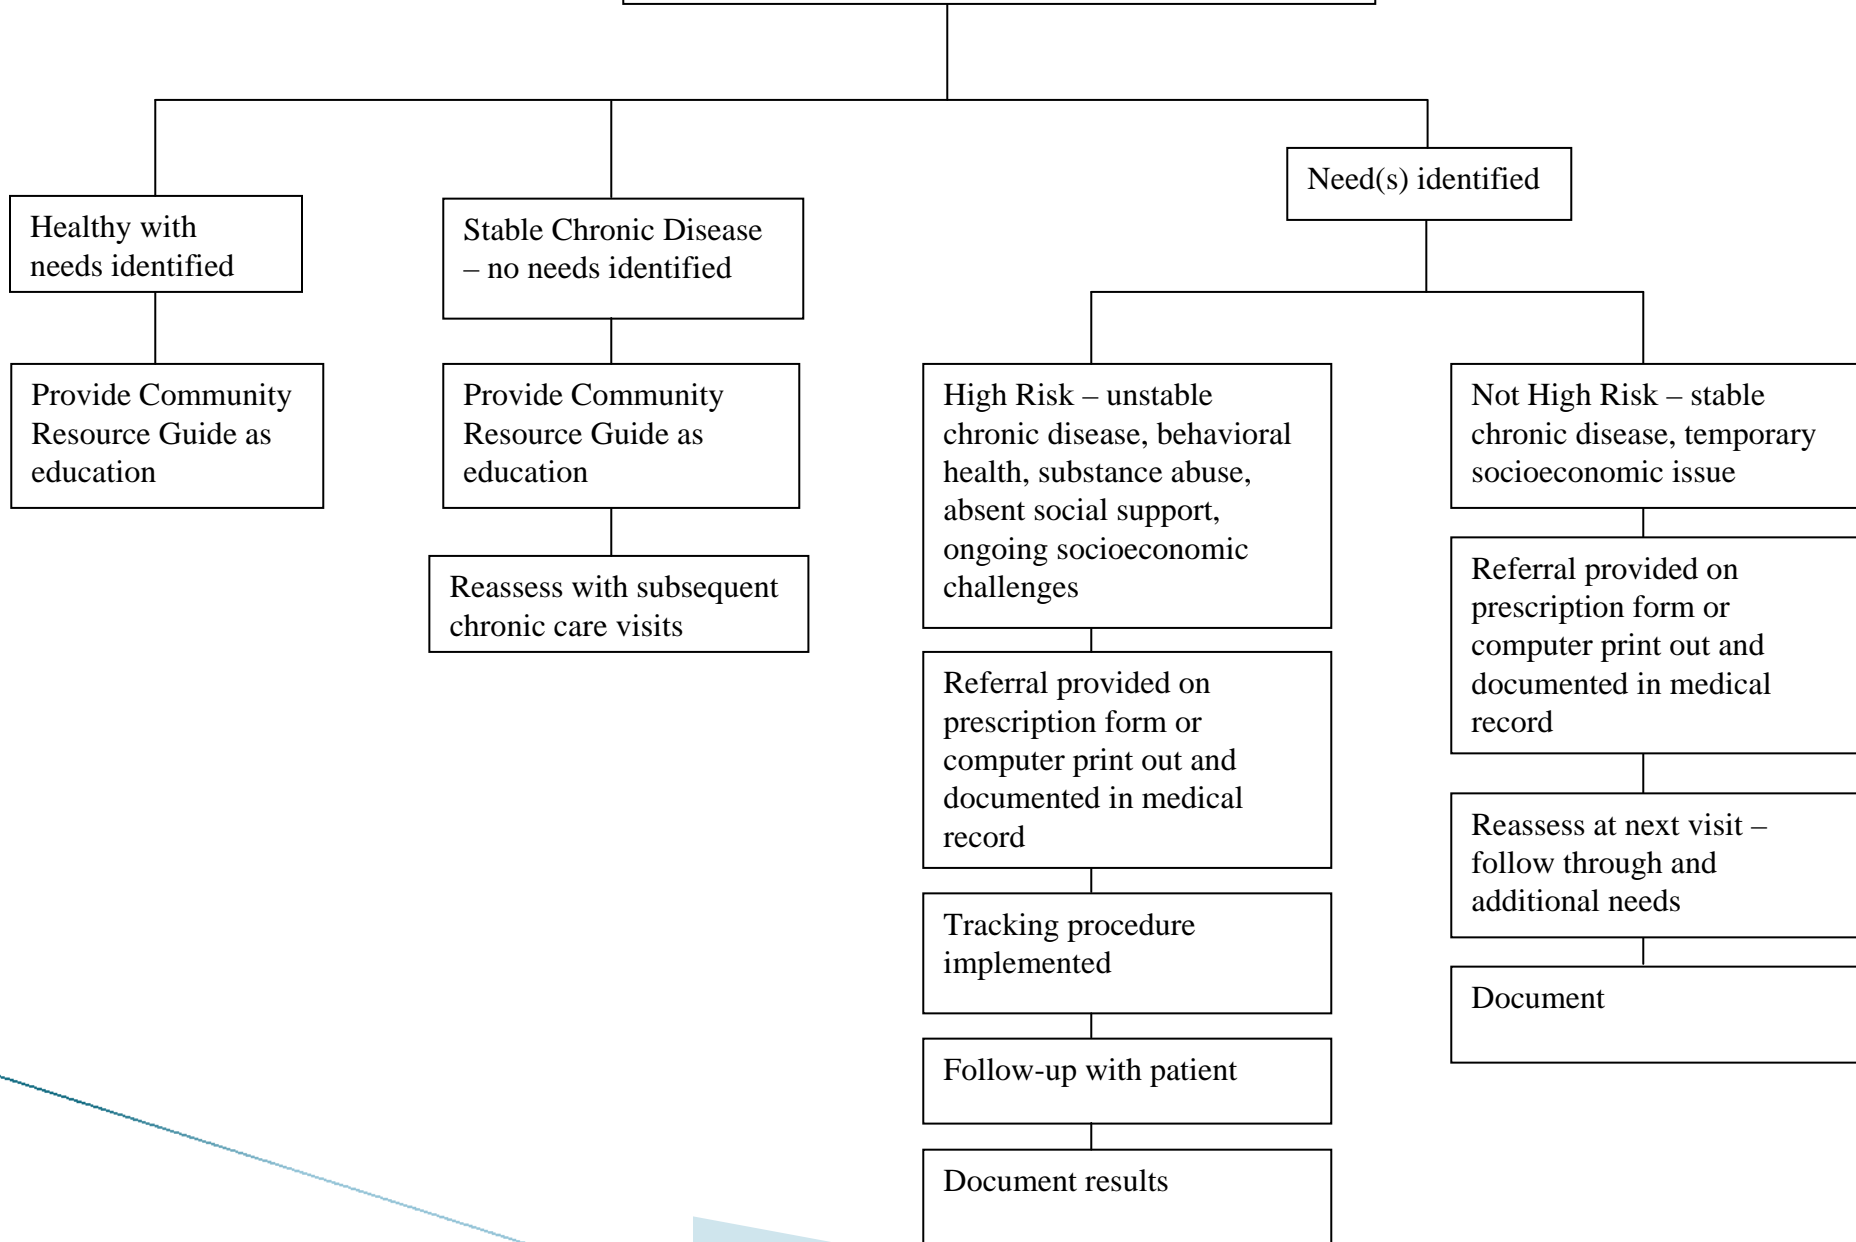 Need(s) identified
Healthy with
needs identified
Stable Chronic Disease
– no needs identified
Provide Community
Resource Guide as
education
Provide Community
Resource Guide as
education
Reassess with subsequent
chronic care visits
High Risk – unstable
chronic disease, behavioral
health, substance abuse,
absent social support,
ongoing socioeconomic
challenges
Referral provided on
prescription form or
computer print out and
documented in medical
record
Tracking procedure
implemented
Follow-up with patient
Document results
Not High Risk – stable
chronic disease, temporary
socioeconomic issue
Referral provided on
prescription form or
computer print out and
documented in medical
record
Reassess at next visit –
follow through and
additional needs
Document